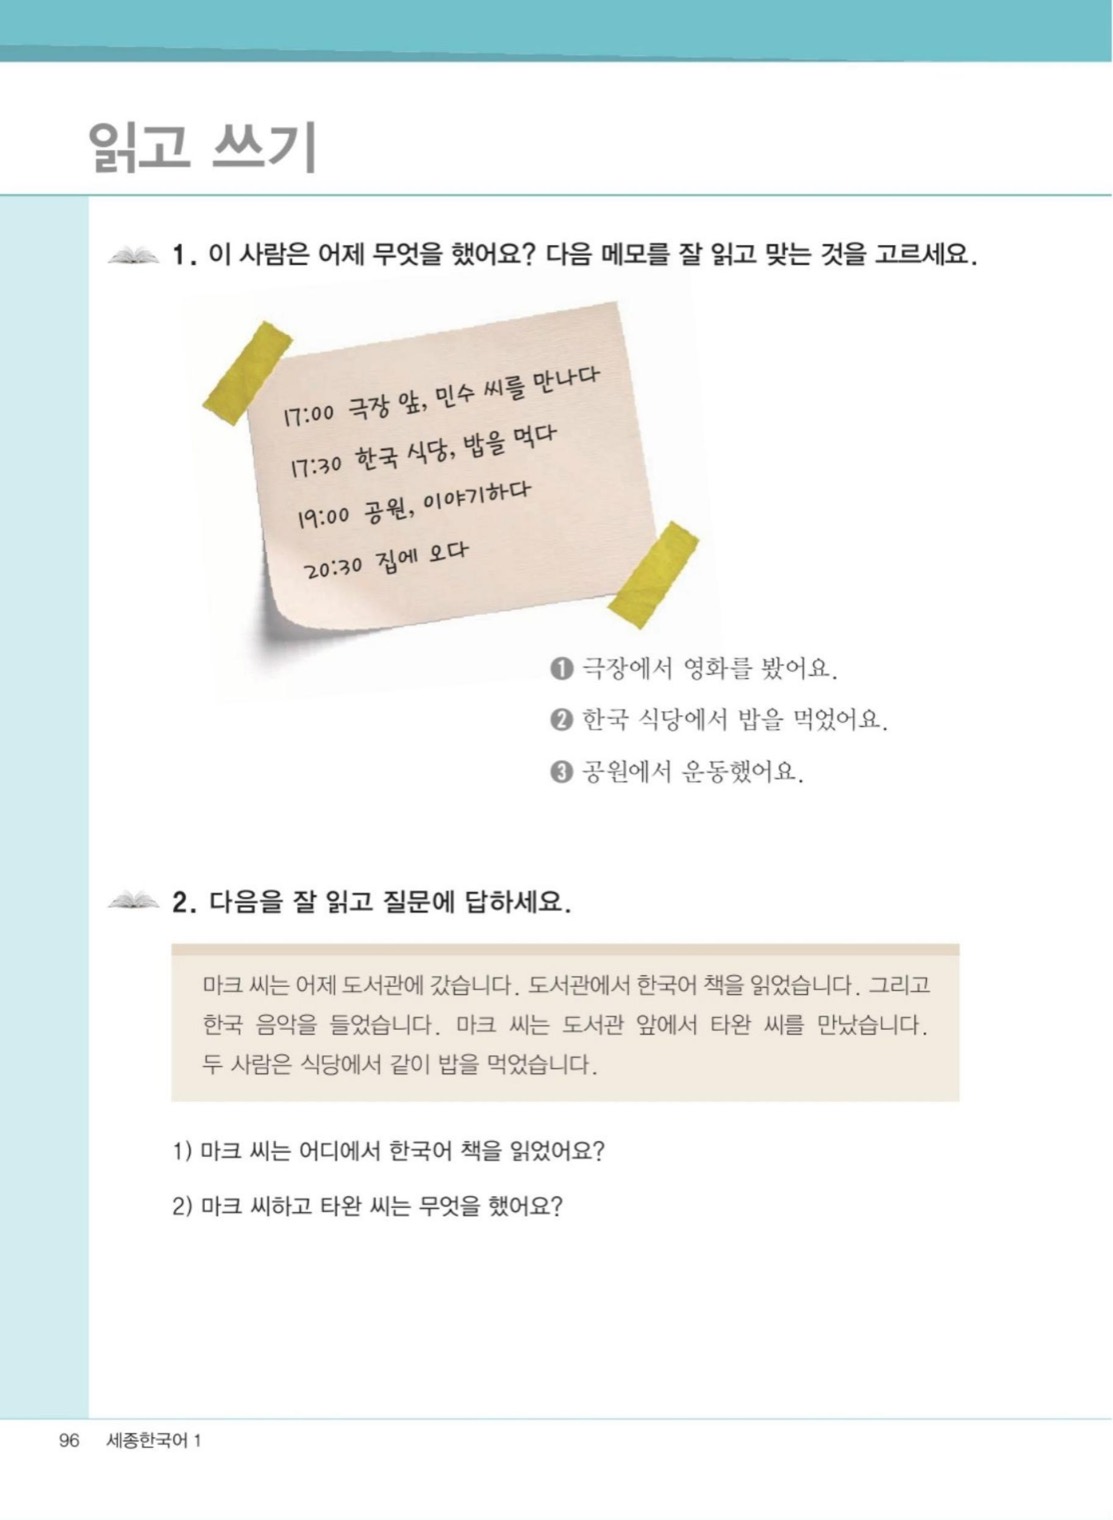 읽고 쓰기
1. 이 사람은 어제 무엇을 했어요? 다음 메모를 잘 읽고 맞는 것을 고르세요.
17:00 극장 앞, 민수 씨를 만나다
17:30 한국 식당, 밥을 먹다
19:00 공원, 이야기하다
20:30 집에 오다
❶ 극장에서 영화를 봤어요.
❷ 한국 식당에서 밥을 먹었어요.
❸ 공원에서 운동했어요.
2. 다음을 잘 읽고 질문에 답하세요.
마크 씨는 어제 도서관에 갔습니다. 도서관에서 한국어 책을 읽었습니다. 그리고
한국 음악을 들었습니다. 마크 씨는 도서관 앞에서 타완 씨를 만났습니다.
두 사람은 식당에서 같이 밥을 먹었습니다.
1) 마크 씨는 어디에서 한국어 책을 읽었어요?
2) 마크 씨하고 타완 씨는 무엇을 했어요?
96 세종한국어 1